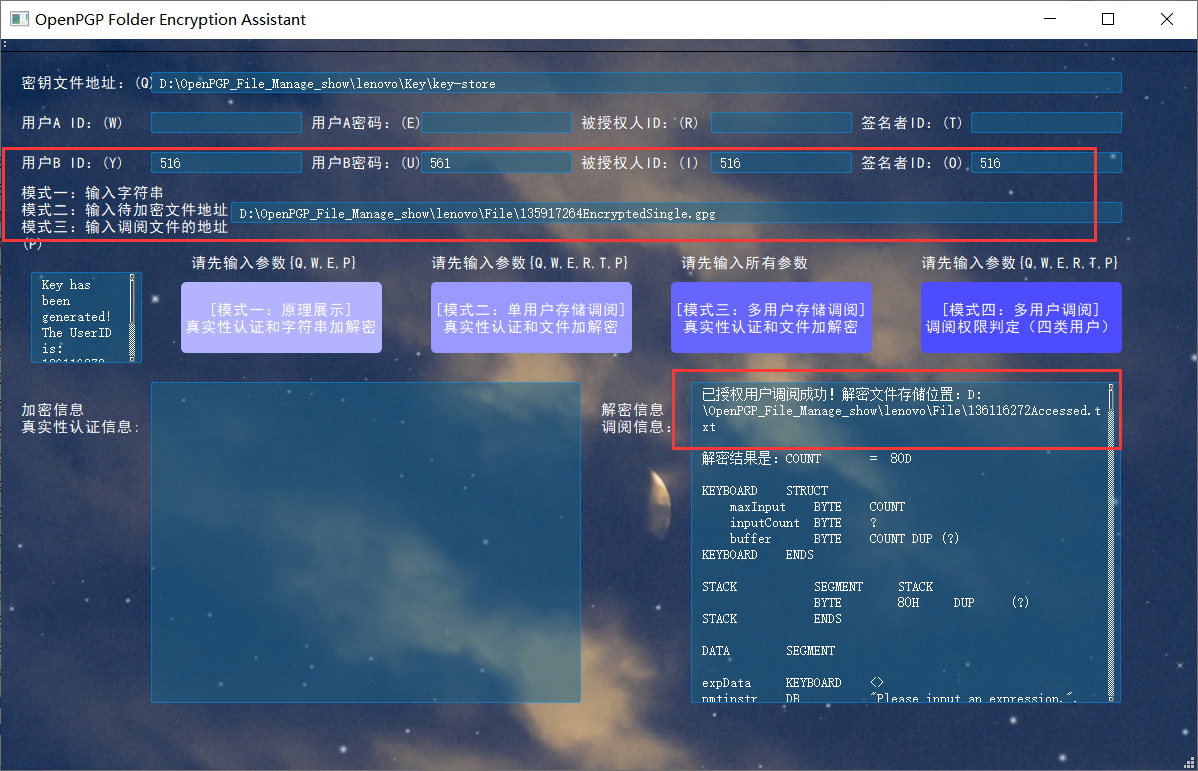 OpenPGP Folder Encryption Assistant
密钥文件地址：(Q) D:\OpenPGP_File_Manage_show\lenovo\Key\key-store
用户A ID：(W) 用户A密码：(E) 被授权人ID：(R) 签名者ID：(T)
用户B ID：(Y) 516 用户B密码：(U) 561 被授权人ID：(I) 516 签名者ID：(O) 516
模式一：输入字符串
模式二：输入待加密文件地址 D:\OpenPGP_File_Manage_show\lenovo\File\135917264EncryptedSingle.gpg
模式三：输入调阅文件的地址
(P)
请先输入参数{Q,W,E,P} 请先输入参数{Q,W,E,R,T,P} 请先输入所有参数 请先输入参数{Q,W,E,R,T,P}
Key has
been
generated!
The UserID
is:
136116272
[模式一：原理展示]
真实性认证和字符串加解密
[模式二：单用户存储调阅]
真实性认证和文件加解密
[模式三：多用户存储调阅]
真实性认证和文件加解密
[模式四：多用户调阅]
调阅权限判定（四类用户）
加密信息
真实性认证信息：
解密信息
调阅信息：
已授权用户调阅成功！解密文件存储位置：D:
\OpenPGP_File_Manage_show\lenovo\File\136116272Accessed.t
xt
解密结果是：COUNT = 80D
KEYBOARD STRUCT
maxInput BYTE COUNT
inputCount BYTE ?
buffer BYTE COUNT DUP (?)
KEYBOARD ENDS
STACK SEGMENT STACK
BYTE 80H DUP (?)
STACK ENDS
DATA SEGMENT
expData KEYBOARD <>
pmtinstr DB "Please input an expression.",